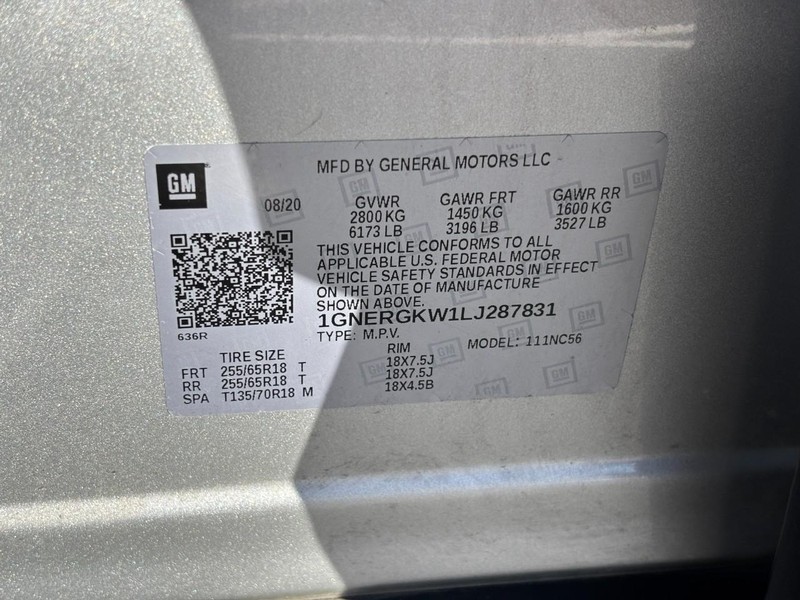 GM
MFD BY GENERAL MOTORS LLC
08/20
GVWR GAWR FRT GAWR RR
2800 KG 1450 KG 1600 KG
6173 LB 3196 LB 3527 LB
THIS VEHICLE CONFORMS TO ALL
APPLICABLE U.S. FEDERAL MOTOR
VEHICLE SAFETY STANDARDS IN EFFECT
ON THE DATE OF MANUFACTURE
SHOWN ABOVE.
1GNERGKW1LJ287831
636R
TYPE: M.P.V. MODEL: 111NC56
TIRE SIZE RIM
FRT 255/65R18 T 18X7.5J
RR 255/65R18 T 18X7.5J
SPA T135/70R18 M 18X4.5B